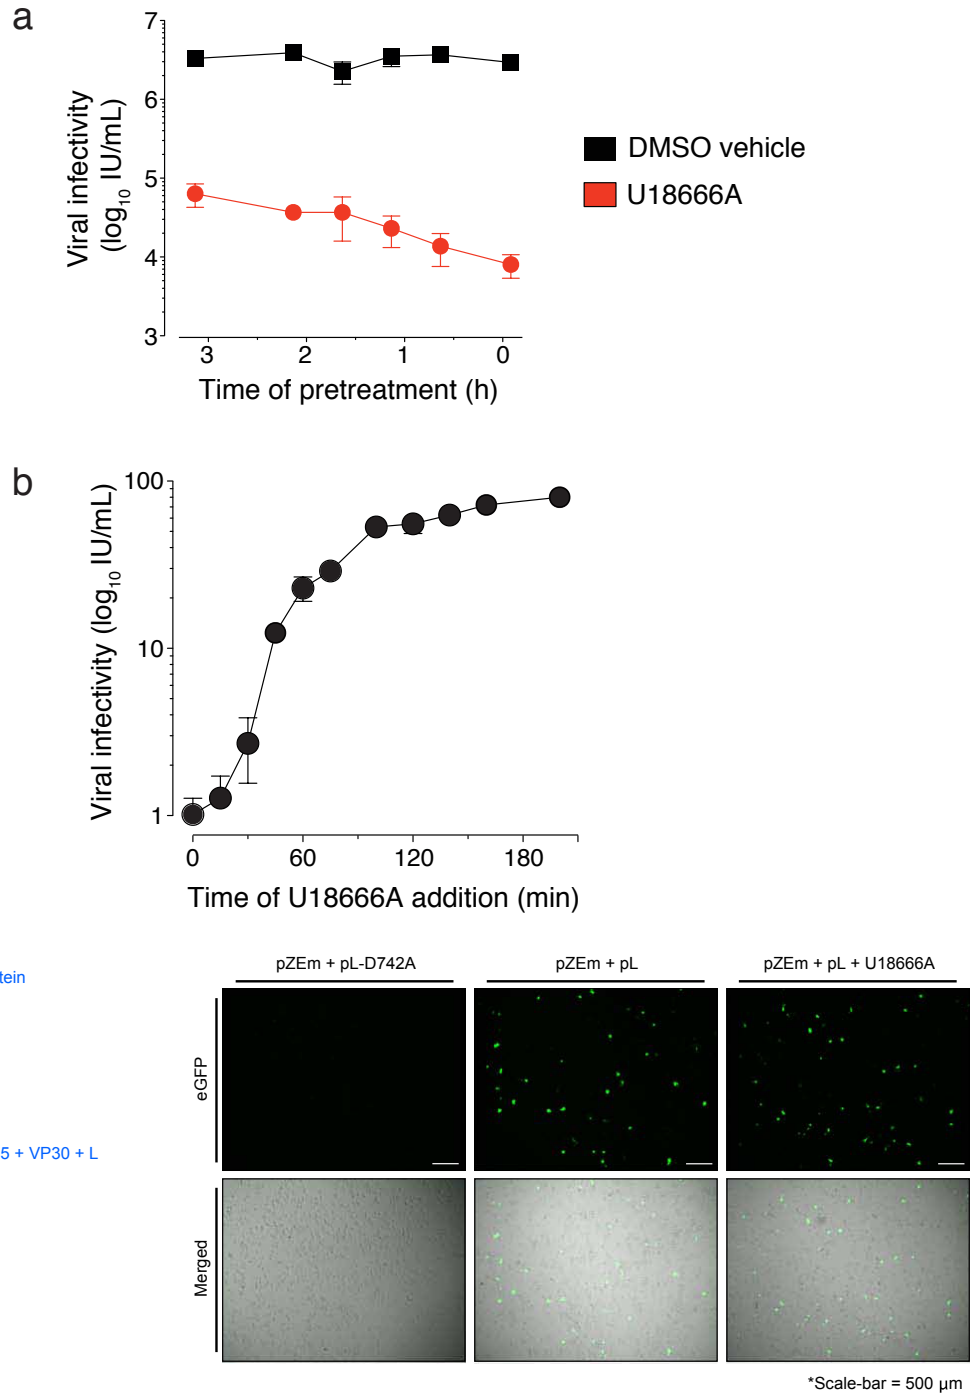 a
7
6
5
4
3
Viral infectivity
(log10 IU/mL)
3 2 1 0
Time of pretreatment (h)
DMSO vehicle
U18666A
b
100
10
1
Viral infectivity (log10 IU/mL)
0 60 120 180
Time of U18666A addition (min)
tein
5 + VP30 + L
pZEm + pL-D742A pZEm + pL pZEm + pL + U18666A
eGFP
Merged
*Scale-bar = 500 µm